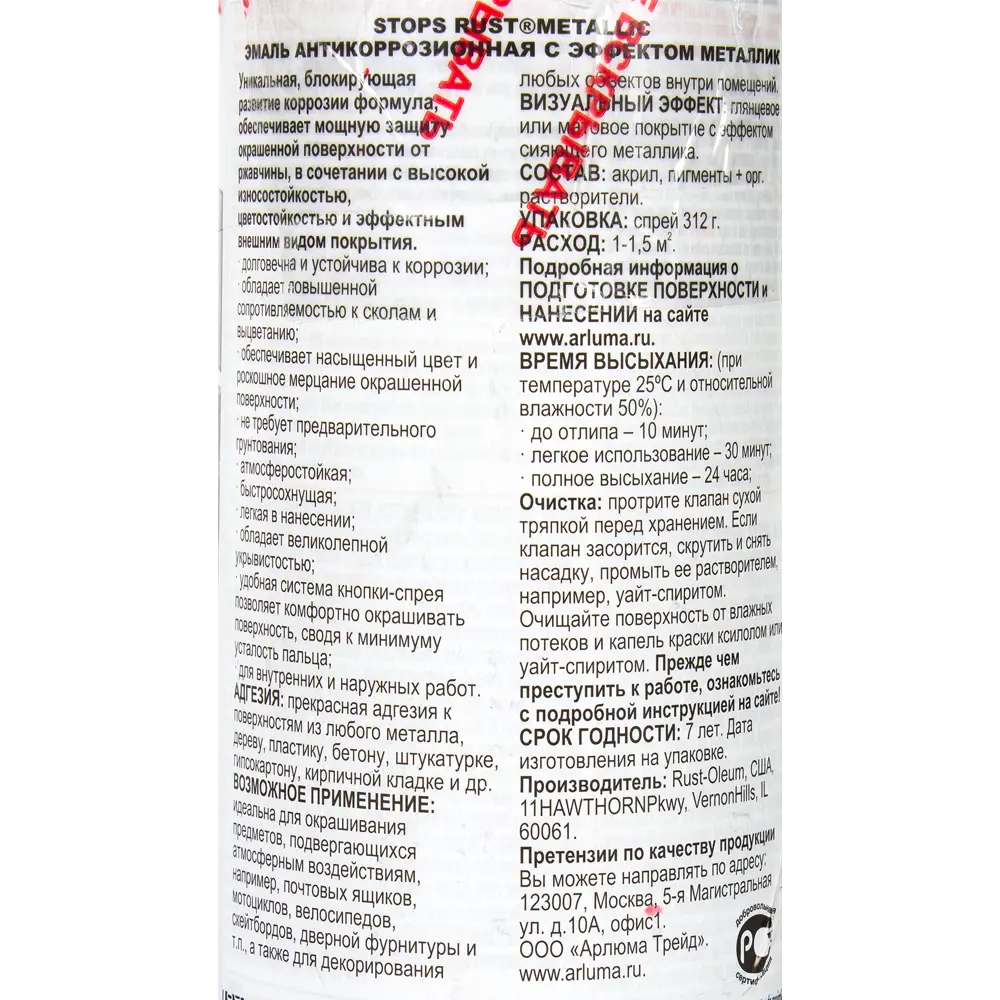 STOPS RUST®METALLIC
ЭМАЛЬ АНТИКОРРОЗИОННАЯ С ЭФФЕКТОМ МЕТАЛЛИК
Уникальная, блокирующая
развитие коррозии формула,
обеспечивает мощную защиту
окрашенной поверхности от
ржавчины, в сочетании с высокой
износостойкостью,
цветостойкостью и эффектным
внешним видом покрытия.
· долговечна и устойчива к коррозии;
· обладает повышенной
сопротивляемостью к сколам и
выцветанию;
· обеспечивает насыщенный цвет и
роскошное мерцание окрашенной
поверхности;
· не требует предварительного
грунтования;
· атмосферостойкая;
· быстросохнущая;
· легкая в нанесении;
· обладает великолепной
укрывистостью;
· удобная система кнопки-спрея
позволяет комфортно окрашивать
поверхность, сводя к минимуму
усталость пальца;
· для внутренних и наружных работ.
АДГЕЗИЯ: прекрасная адгезия к
поверхностям из любого металла,
дереву, пластику, бетону, штукатурке,
гипсокартону, кирпичной кладке и др.
ВОЗМОЖНОЕ ПРИМЕНЕНИЕ:
идеальна для окрашивания
предметов, подвергающихся
атмосферным воздействиям,
например, почтовых ящиков,
мотоциклов, велосипедов,
скейтбордов, дверной фурнитуры и
т.п., а также для декорирования
любых объектов внутри помещений.
ВИЗУАЛЬНЫЙ ЭФФЕКТ: глянцевое
или матовое покрытие с эффектом
сияющего металлика.
СОСТАВ: акрил, пигменты + орг.
растворители.
УПАКОВКА: спрей 312 г.
РАСХОД: 1-1,5 м².
Подробная информация о
ПОДГОТОВКЕ ПОВЕРХНОСТИ и
НАНЕСЕНИЙ на сайте
www.arluma.ru.
ВРЕМЯ ВЫСЫХАНИЯ: (при
температуре 25ºС и относительной
влажности 50%):
· до отлипа – 10 минут;
· легкое использование – 30 минут;
· полное высыхание – 24 часа;
Очистка: протрите клапан сухой
тряпкой перед хранением. Если
клапан засорится, скрутить и снять
насадку, промыть ее растворителем,
например, уайт-спиритом.
Очищайте поверхность от влажных
потеков и капель краски ксилолом или
уайт-спиритом. Прежде чем
преступить к работе, ознакомьтесь
с подробной инструкцией на сайте!
СРОК ГОДНОСТИ: 7 лет. Дата
изготовления на упаковке.
Производитель: Rust-Oleum, США,
11HAWTHORNPkwy, VernonHills, IL
60061.
Претензии по качеству продукции
Вы можете направлять по адресу:
123007, Москва, 5-я Магистральная
ул. д.10А, офис1.
ООО «Арлюма Трейд».
www.arluma.ru.
ВСКРЫВАТЬ